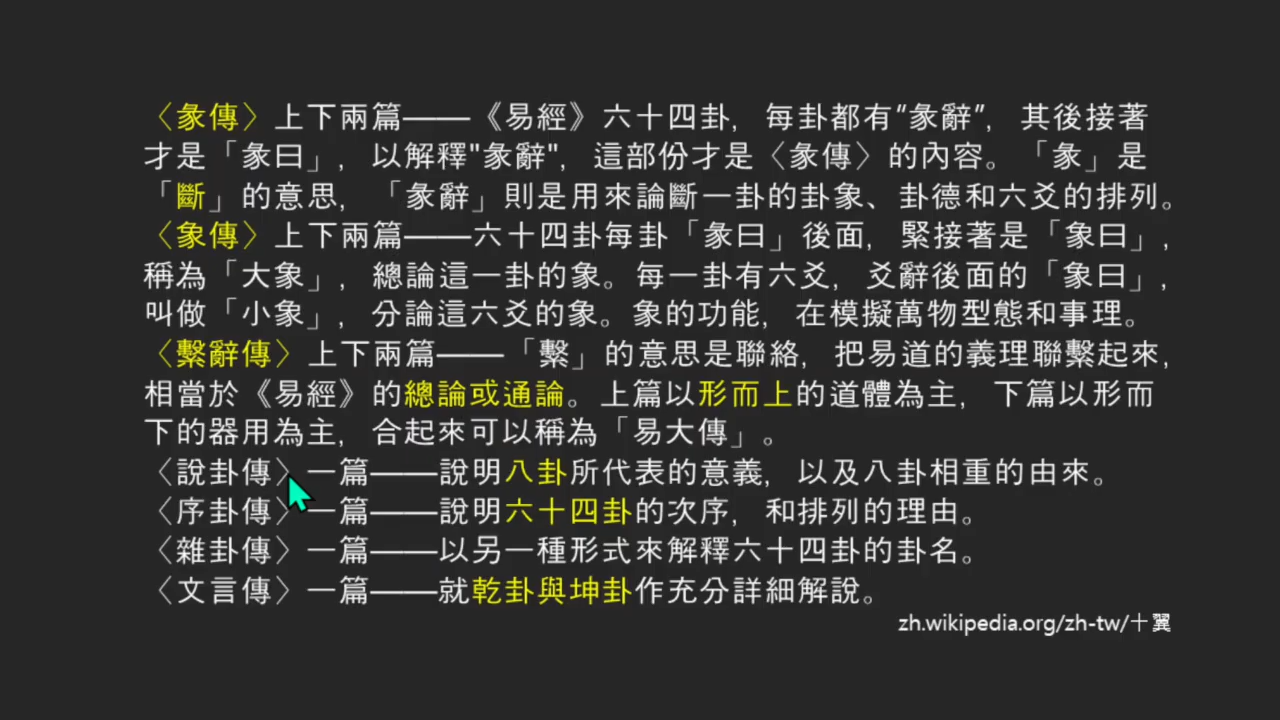 〈彖傳〉上下兩篇——《易經》六十四卦，每卦都有“彖辭”，其後接著
才是「彖曰」，以解釋"彖辭"，這部份才是〈彖傳〉的內容。「彖」是
「斷」的意思，「彖辭」則是用來論斷一卦的卦象、卦德和六爻的排列。
〈象傳〉上下兩篇——六十四卦每卦「彖曰」後面，緊接著是「象曰」，
稱為「大象」，總論這一卦的象。每一卦有六爻，爻辭後面的「象曰」，
叫做「小象」，分論這六爻的象。象的功能，在模擬萬物型態和事理。
〈繫辭傳〉上下兩篇——「繫」的意思是聯絡，把易道的義理聯繫起來，
相當於《易經》的總論或通論。上篇以形而上的道體為主，下篇以形而
下的器用為主，合起來可以稱為「易大傳」。
〈說卦傳〉一篇——說明八卦所代表的意義，以及八卦相重的由來。
〈序卦傳〉一篇——說明六十四卦的次序，和排列的理由。
〈雜卦傳〉一篇——以另一種形式來解釋六十四卦的卦名。
〈文言傳〉一篇——就乾卦與坤卦作充分詳細解說。
zh.wikipedia.org/zh-tw/十翼